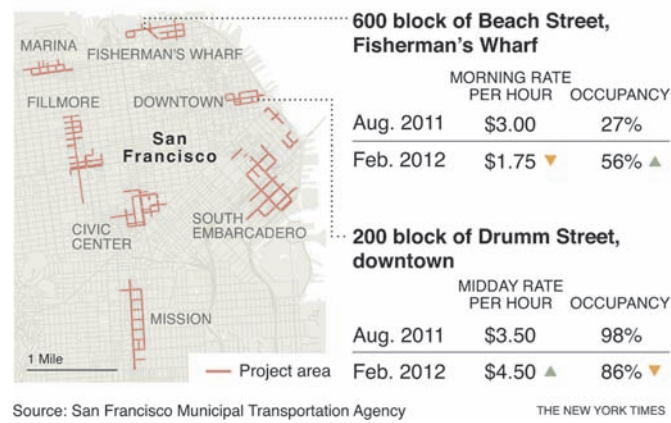 MARINA
FISHERMAN'S WHARF
FILLMORE
DOWNTOWN
San
Francisco
CIVIC
CENTER
SOUTH
EMBARCADERO
MISSION
1 Mile
Project area
600 block of Beach Street,
Fisherman's Wharf
MORNING RATE
PER HOUR OCCUPANCY
Aug. 2011 $3.00 27%
Feb. 2012 $1.75 ▼ 56% ▲
200 block of Drumm Street,
downtown
MIDDAY RATE
PER HOUR OCCUPANCY
Aug. 2011 $3.50 98%
Feb. 2012 $4.50 ▲ 86% ▼
Source: San Francisco Municipal Transportation Agency
THE NEW YORK TIMES